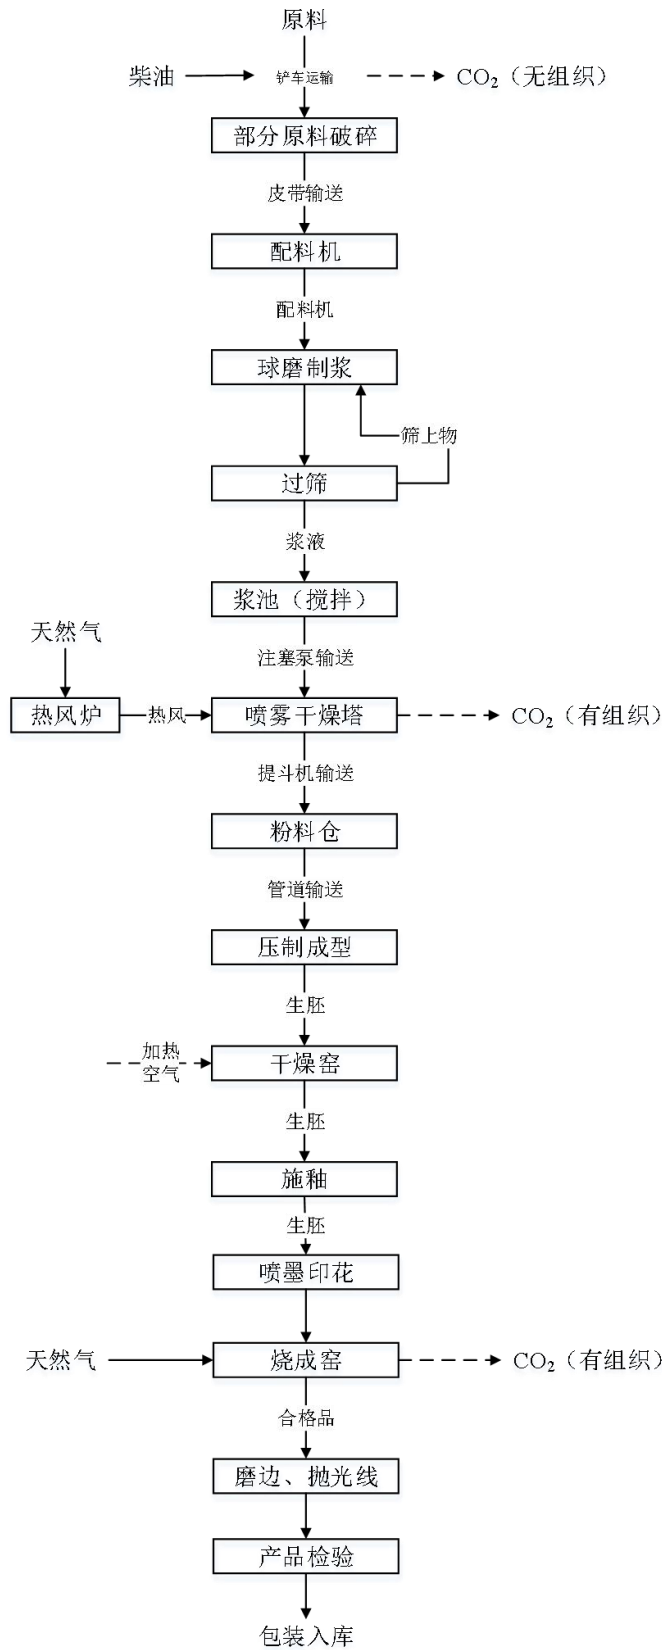 原料
柴油
铲车运输
CO₂（无组织）
部分原料破碎
皮带输送
配料机
配料机
球磨制浆
筛上物
过筛
浆液
浆池（搅拌）
天然气
注塞泵输送
热风炉
热风
喷雾干燥塔
CO₂（有组织）
提斗机输送
粉料仓
管道输送
压制成型
生胚
加热
空气
干燥窑
生胚
施釉
生胚
喷墨印花
天然气
烧成窑
CO₂（有组织）
合格品
磨边、抛光线
产品检验
包装入库